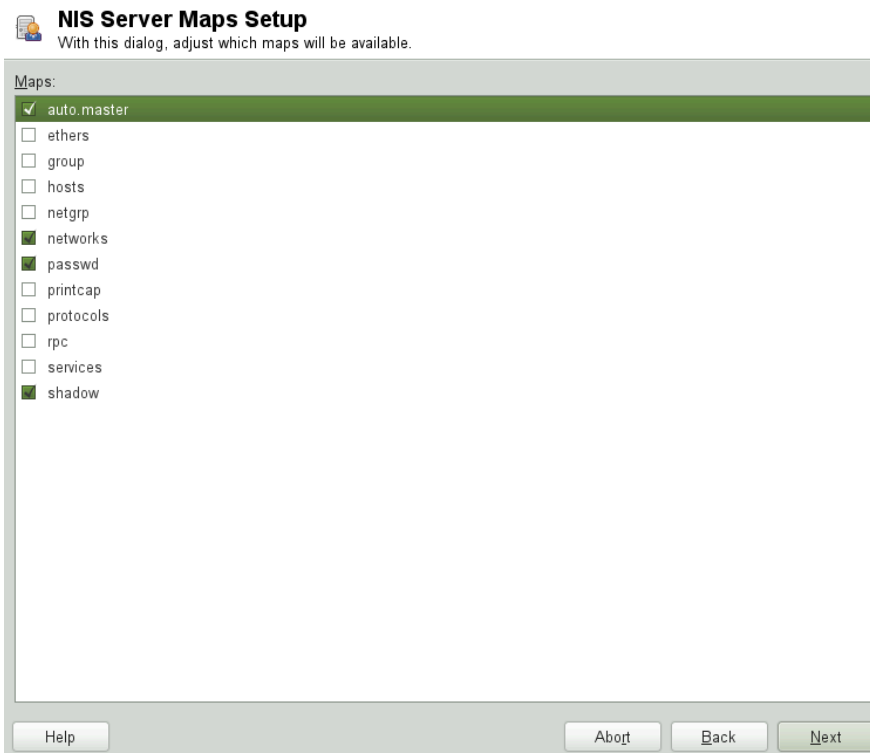 NIS Server Maps Setup
With this dialog, adjust which maps will be available.
Maps:
auto.master
ethers
group
hosts
netgrp
networks
passwd
printcap
protocols
rpc
services
shadow
Help
Abort
Back
Next